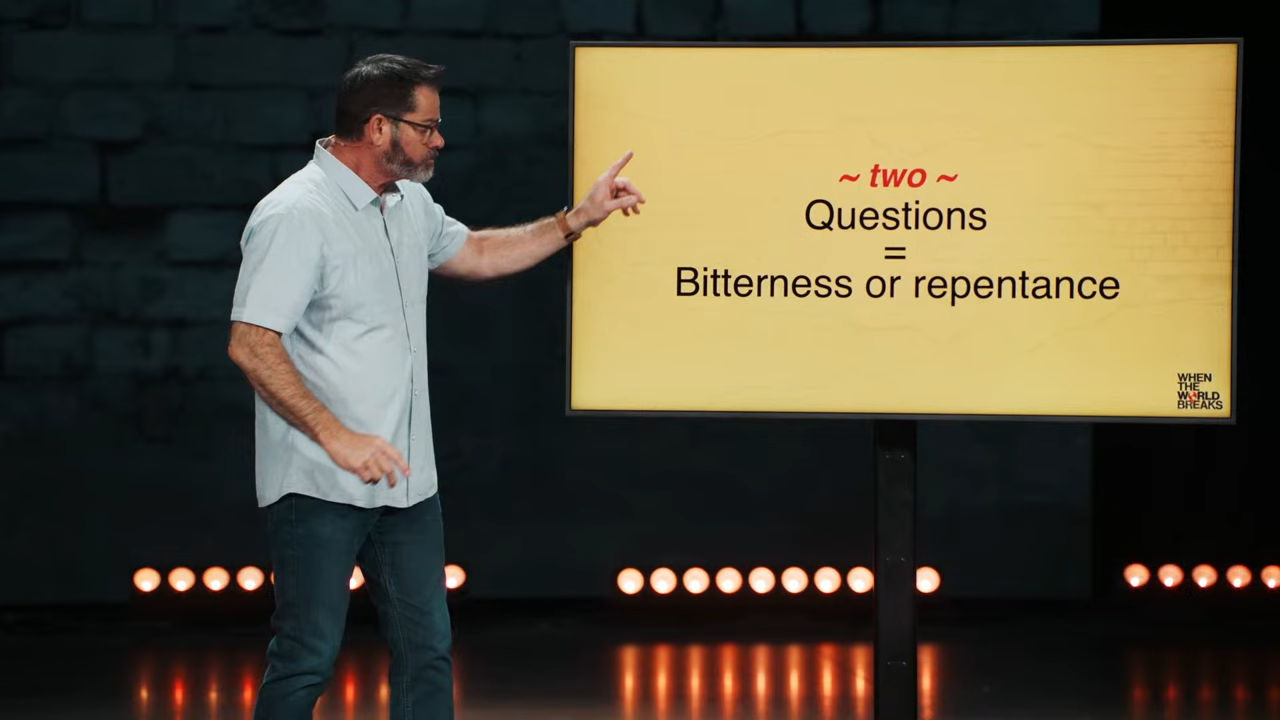 ~ two ~
Questions
=
Bitterness or repentance
WHEN
THE
WORLD
BREAKS